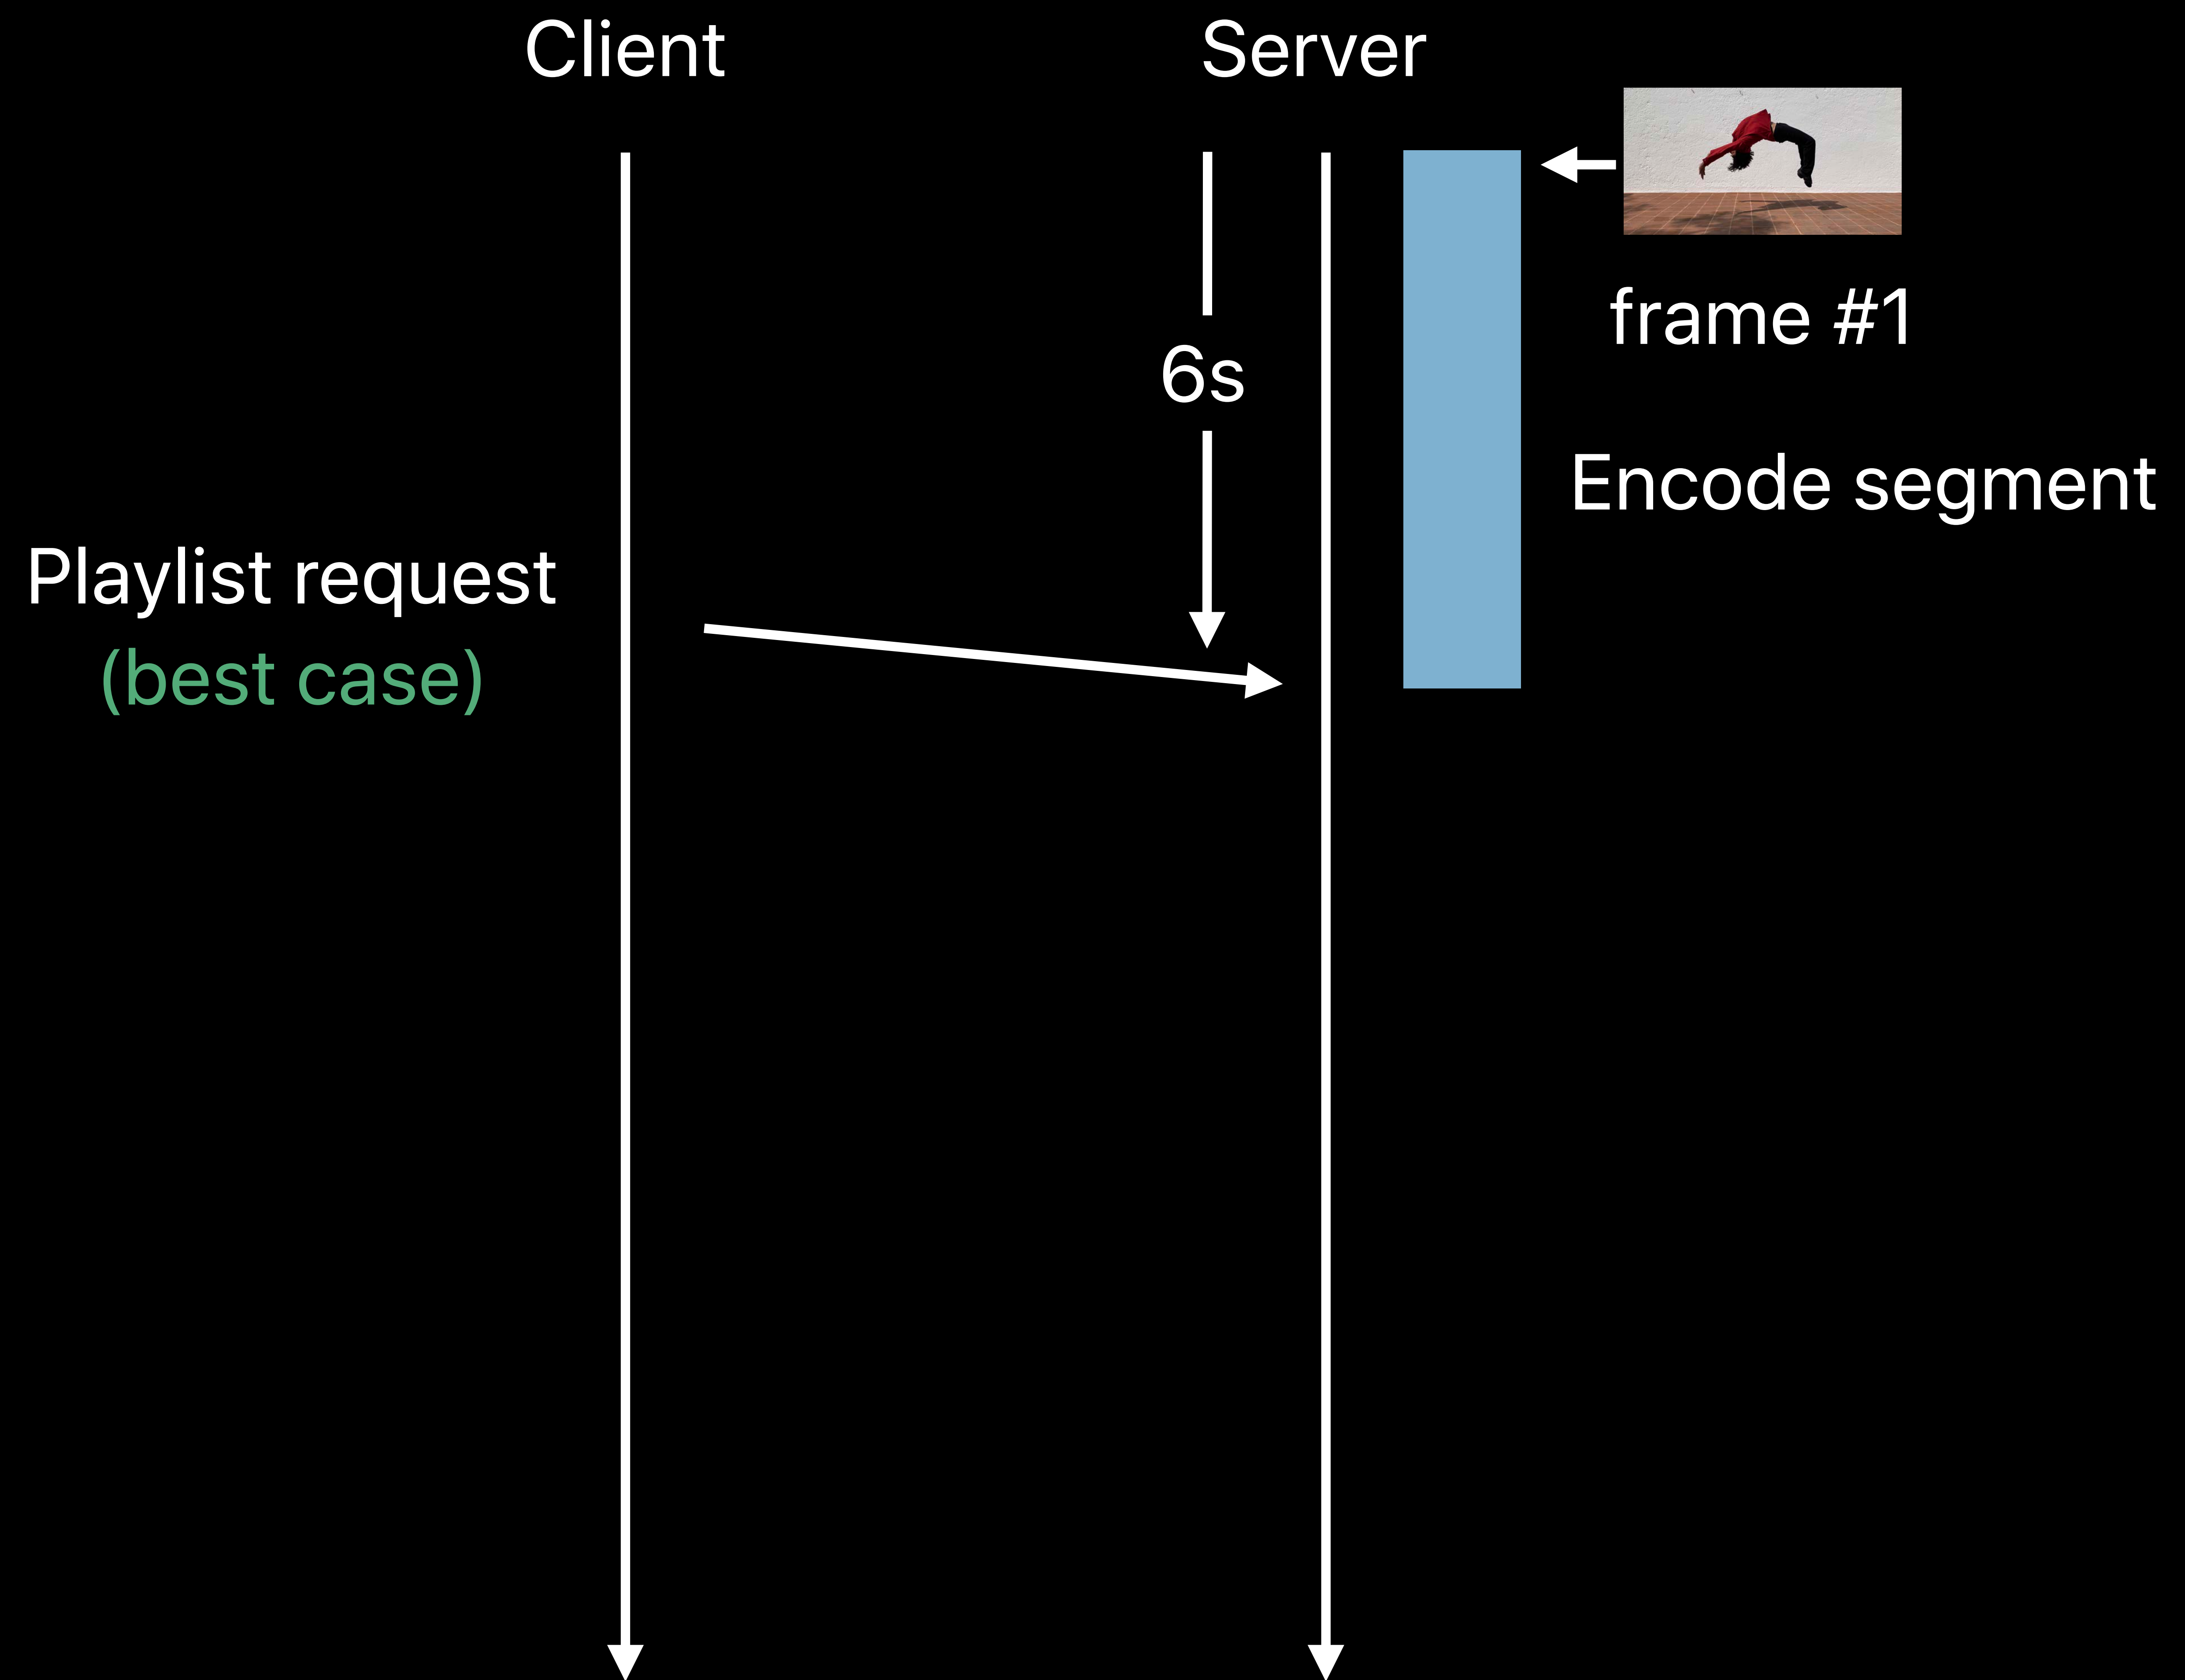 Client
Server
frame #1
6s
Encode segment
Playlist request
(best case)